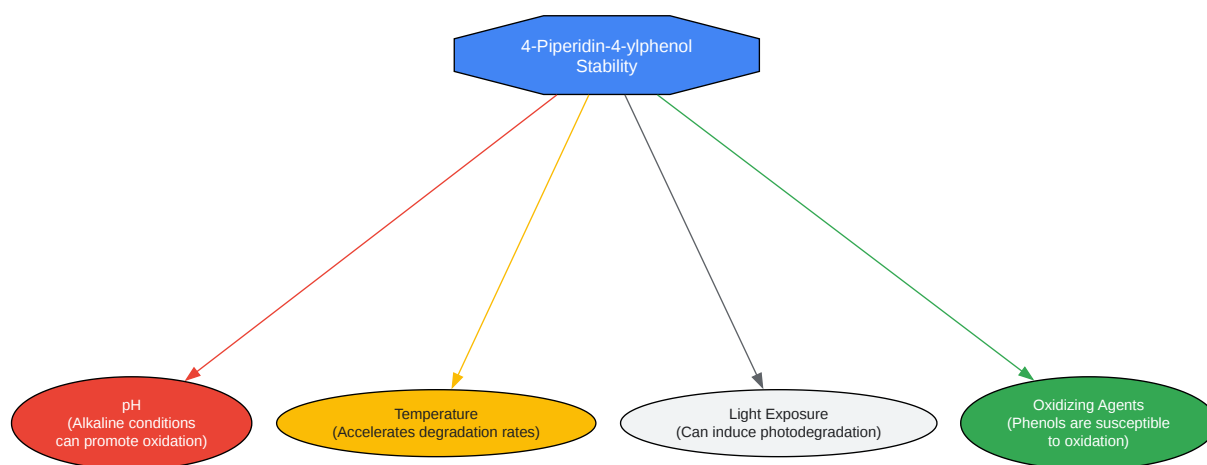 4-Piperidin-4-ylphenol
Stability
pH
(Alkaline conditions
can promote oxidation)
Temperature
(Accelerates degradation rates)
Light Exposure
(Can induce photodegradation)
Oxidizing Agents
(Phenols are susceptible
to oxidation)